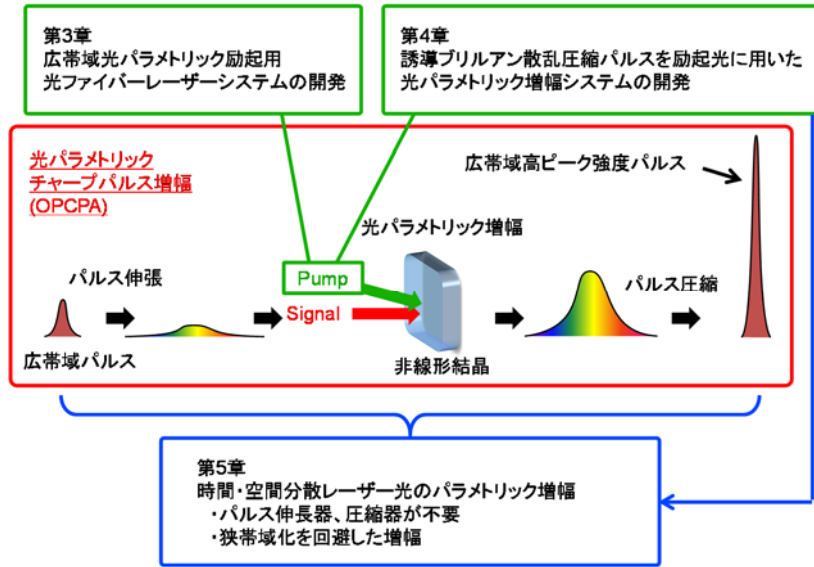 第3章
広帯域光パラメトリック励起用
光ファイバーレーザーシステムの開発
第4章
誘導ブリルアン散乱圧縮パルスを励起光に用いた
光パラメトリック増幅システムの開発
光パラメトリック
チャープパルス増幅
(OPCPA)
広帯域高ピーク強度パルス
光パラメトリック増幅
パルス伸張
Pump
パルス圧縮
Signal
広帯域パルス
非線形結晶
第5章
時間・空間分散レーザー光のパラメトリック増幅
・パルス伸長器、圧縮器が不要
・狭帯域化を回避した増幅